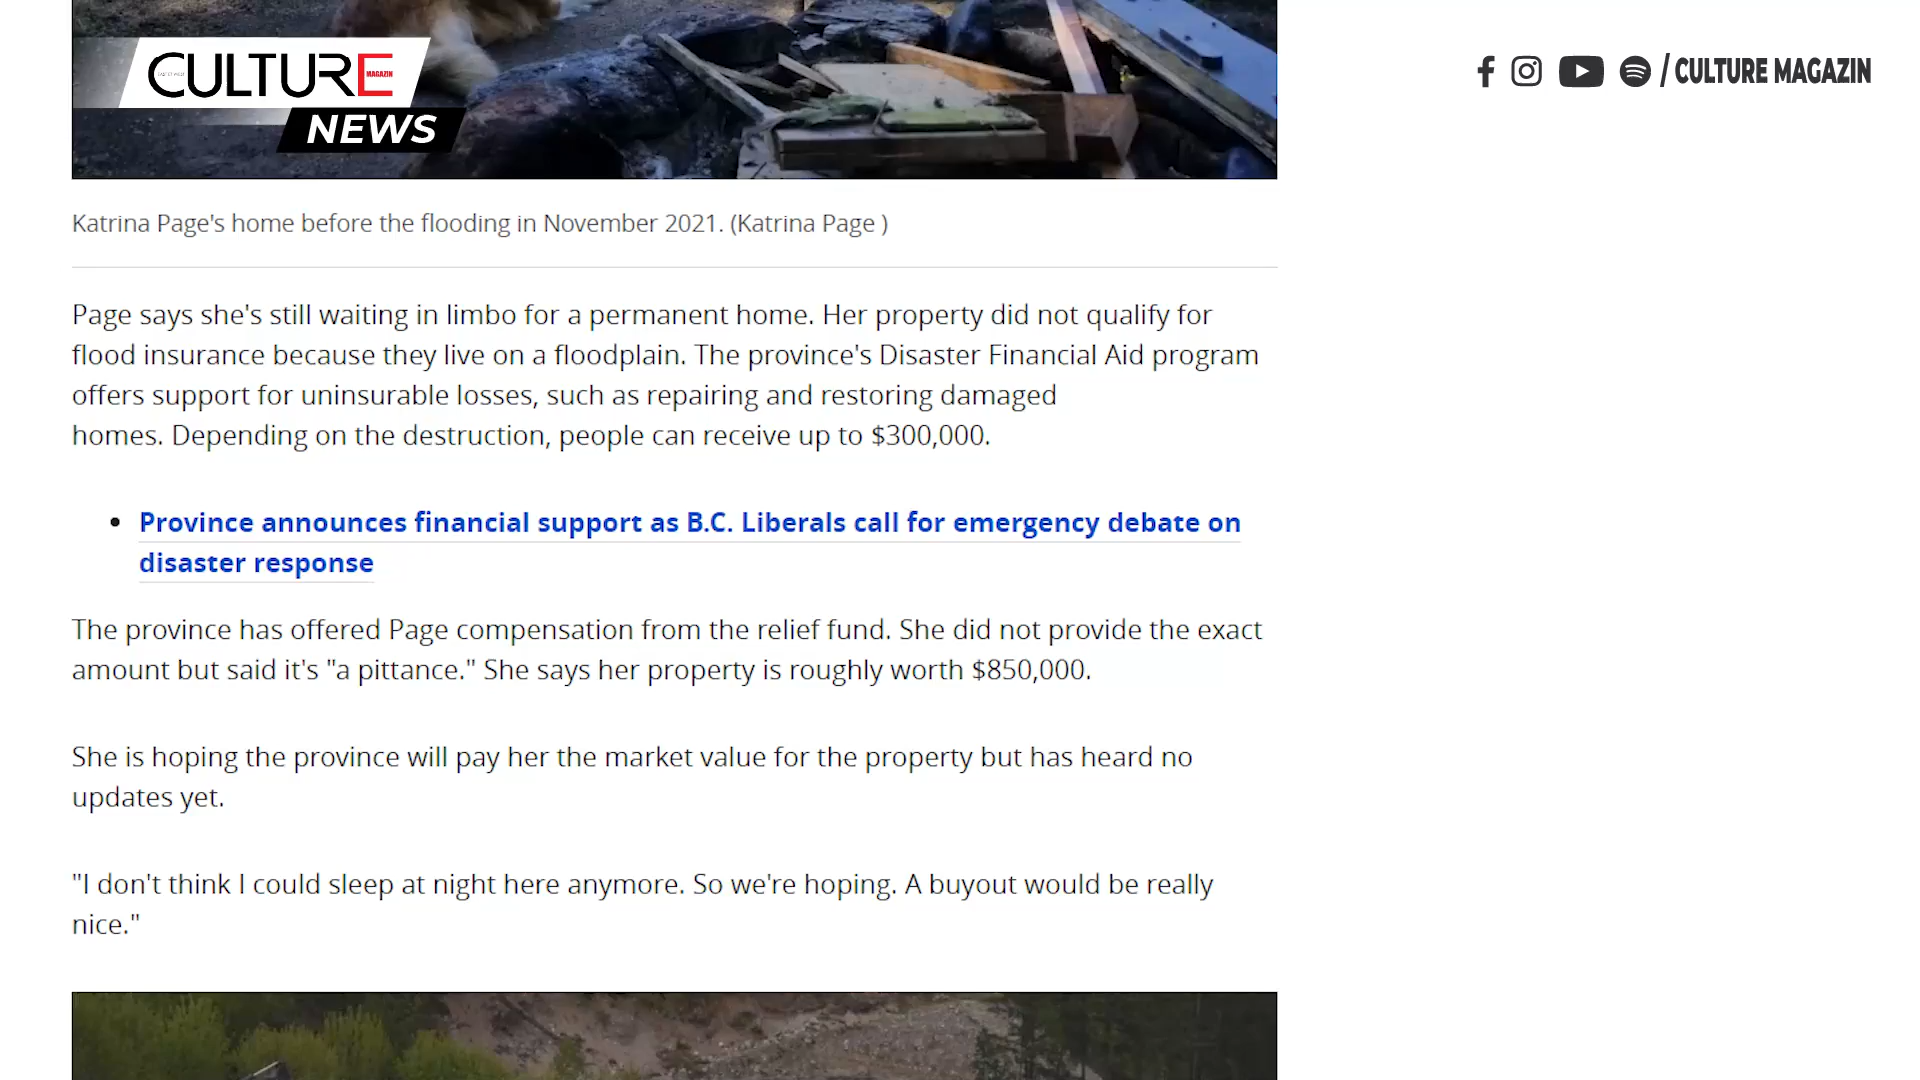 CULTURE
MAGAZIN
NEWS
/ CULTURE MAGAZIN
Katrina Page's home before the flooding in November 2021. (Katrina Page )
Page says she's still waiting in limbo for a permanent home. Her property did not qualify for
flood insurance because they live on a floodplain. The province's Disaster Financial Aid program
offers support for uninsurable losses, such as repairing and restoring damaged
homes. Depending on the destruction, people can receive up to $300,000.
• Province announces financial support as B.C. Liberals call for emergency debate on
disaster response
The province has offered Page compensation from the relief fund. She did not provide the exact
amount but said it's "a pittance." She says her property is roughly worth $850,000.
She is hoping the province will pay her the market value for the property but has heard no
updates yet.
"I don't think I could sleep at night here anymore. So we're hoping. A buyout would be really
nice."